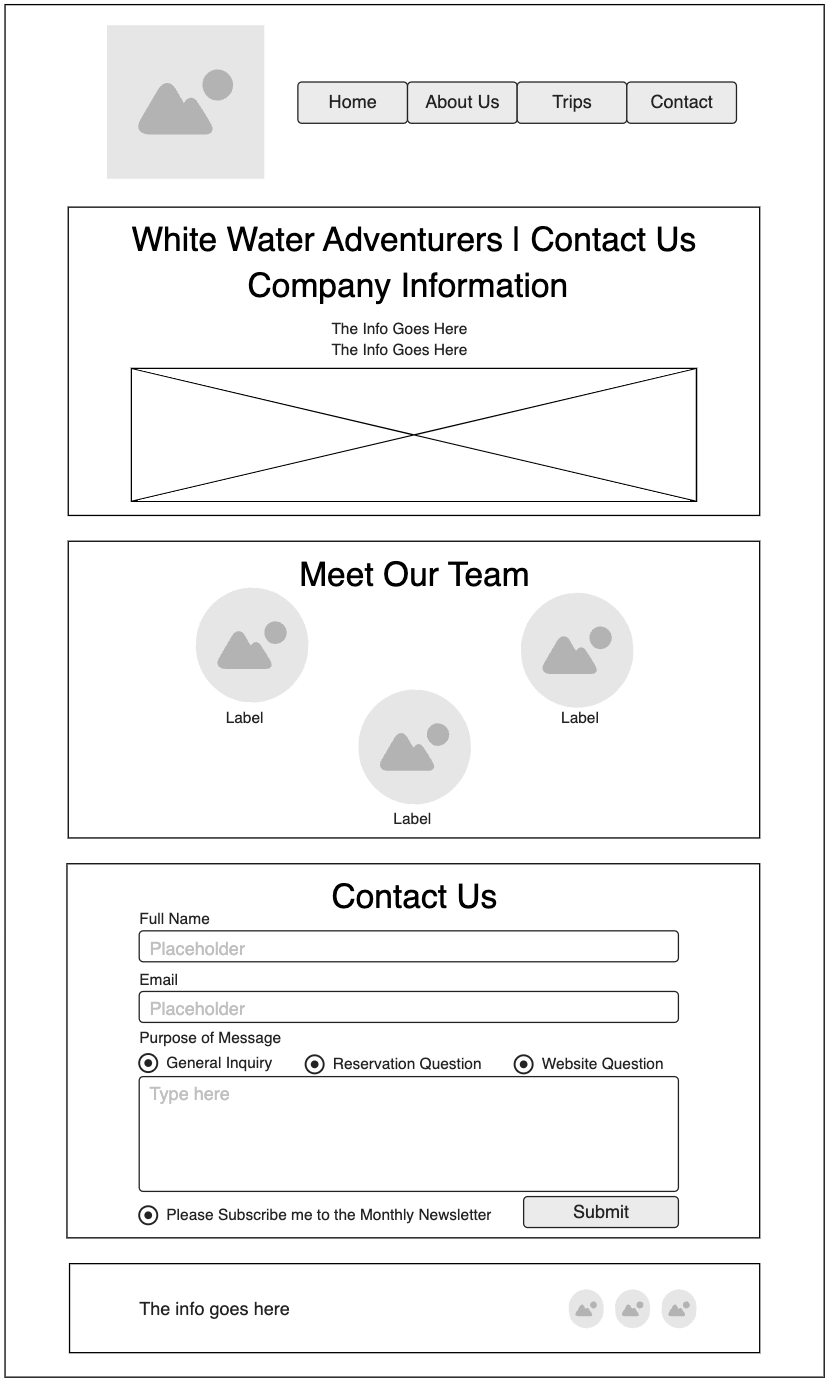 Home About Us Trips Contact
White Water Adventurers | Contact Us
Company Information
The Info Goes Here
The Info Goes Here
Meet Our Team
Label
Label
Label
Contact Us
Full Name
Placeholder
Email
Placeholder
Purpose of Message
General Inquiry Reservation Question Website Question
Type here
Please Subscribe me to the Monthly Newsletter Submit
The info goes here